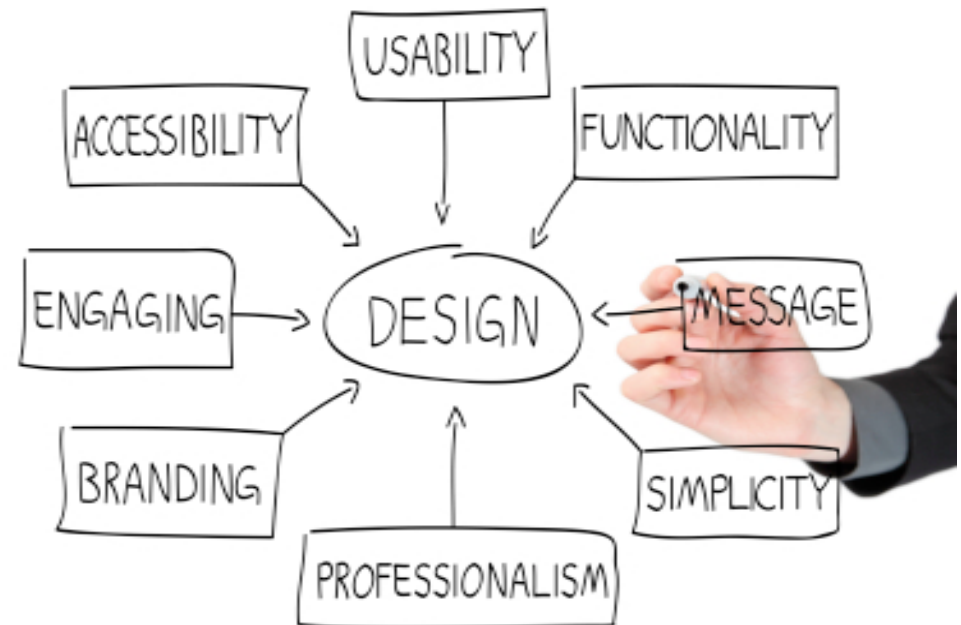 USABILITY
ACCESSIBILITY
FUNCTIONALITY
ENGAGING
DESIGN
MESSAGE
BRANDING
SIMPLICITY
PROFESSIONALISM